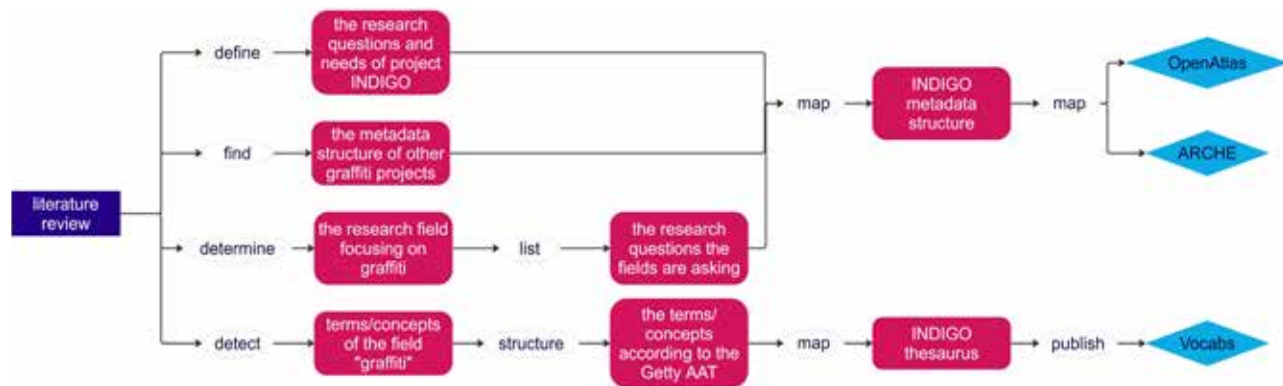 literature
review
define
the research
questions and
needs of project
INDIGO
find
the metadada
structure of other
graffiti projects
determine
the research field
focusing on
graffiti
list
the research
questions the
fields are asking
map
INDIGO
metadata
structure
map
OpenAtlas
ARCHE
detect
terms/concepts
of the field
"graffiti"
structure
the terms/
concepts
according to the
Getty AAT
map
INDIGO
thesaurus
publish
Vocabs